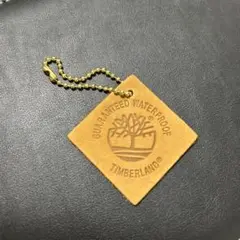 GUARANTEED WATERPROOF
®
TIMBERLAND®